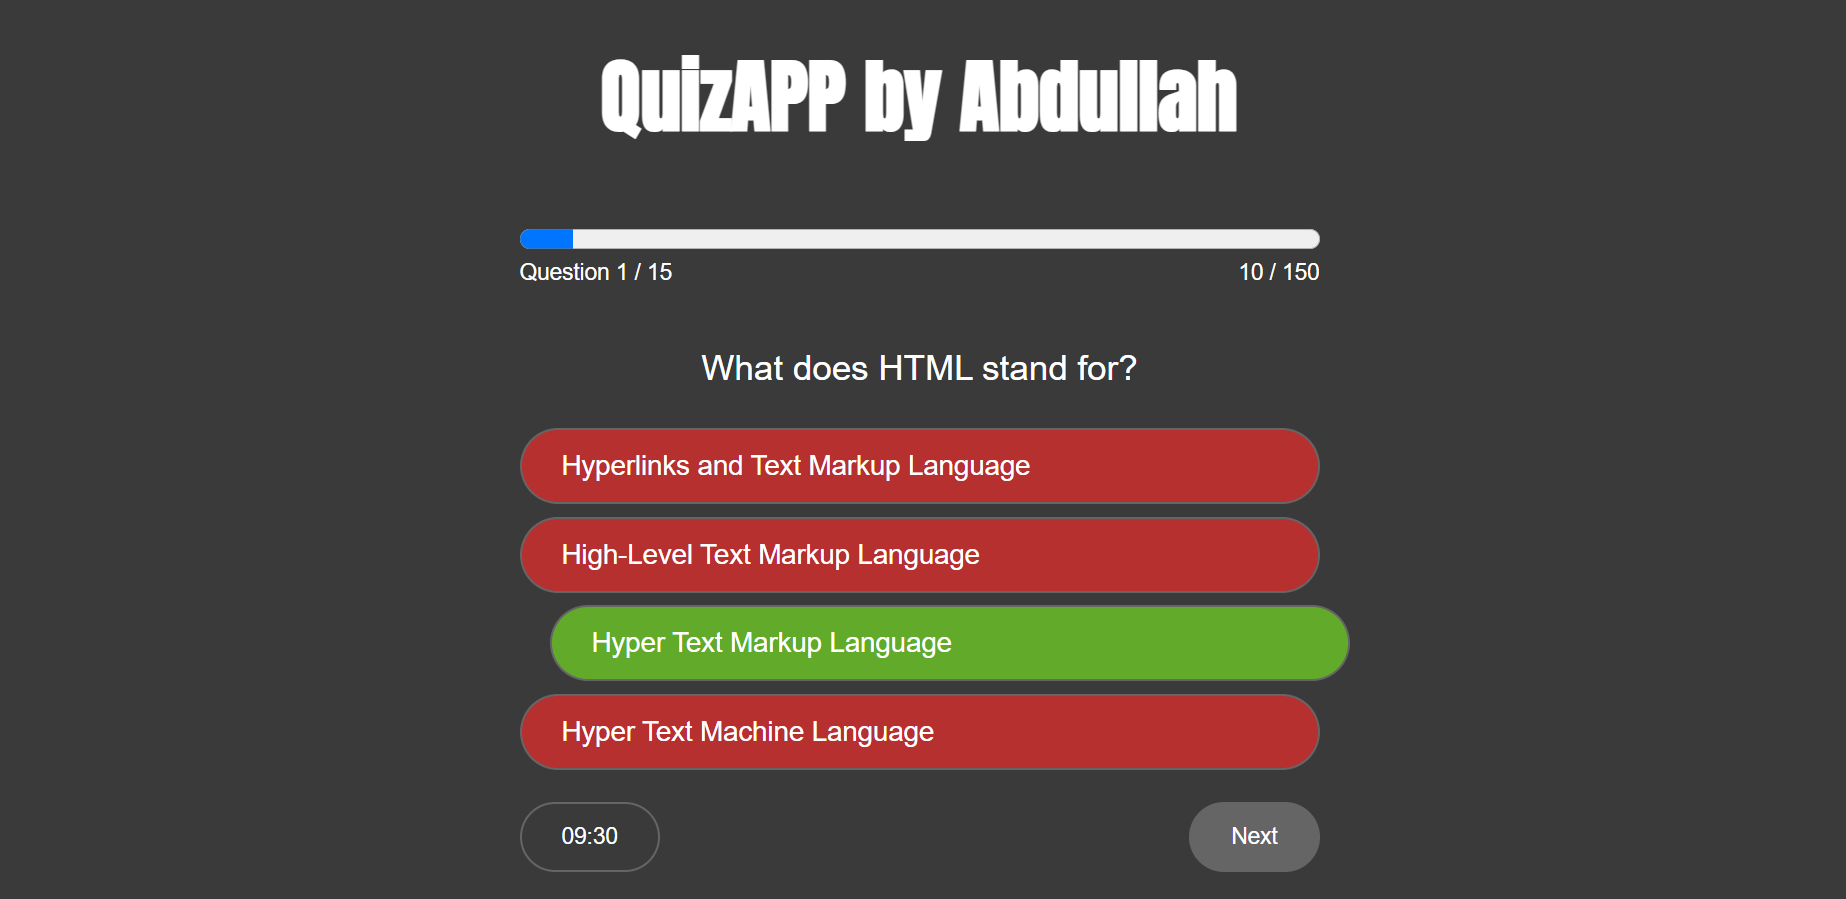 QuizAPP by Abdullah
Question 1 / 15
10 / 150
What does HTML stand for?
Hyperlinks and Text Markup Language
High-Level Text Markup Language
Hyper Text Markup Language
Hyper Text Machine Language
09:30
Next